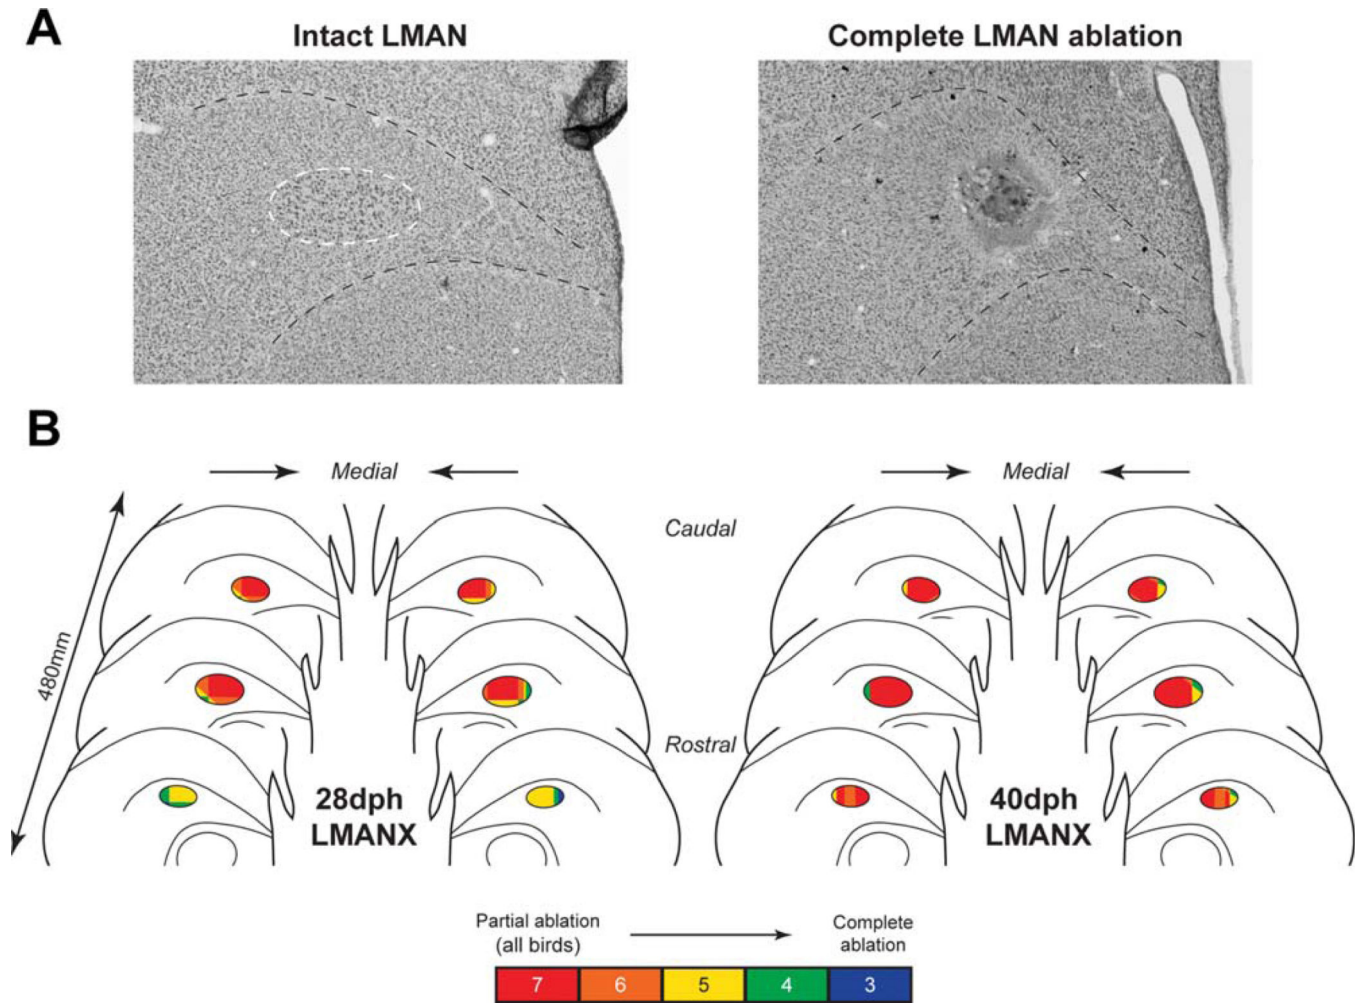 A
Intact LMAN
Complete LMAN ablation
B
Medial
Medial
Caudal
480mm
Rostral
28dph
LMANX
40dph
LMANX
Partial ablation
(all birds)
Complete
ablation
7 6 5 4 3